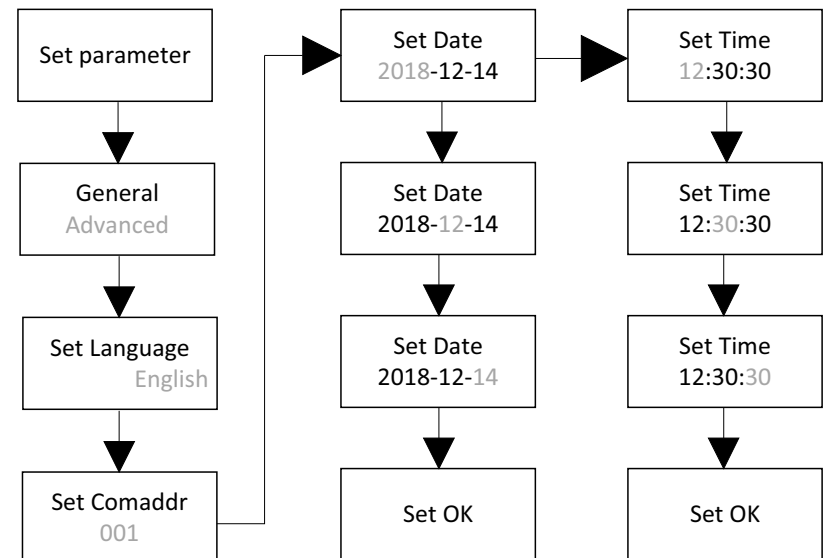 Set parameter
General
Advanced
Set Language
English
Set Comaddr
001
Set Date
2018-12-14
Set Date
2018-12-14
Set Date
2018-12-14
Set OK
Set Time
12:30:30
Set Time
12:30:30
Set Time
12:30:30
Set OK